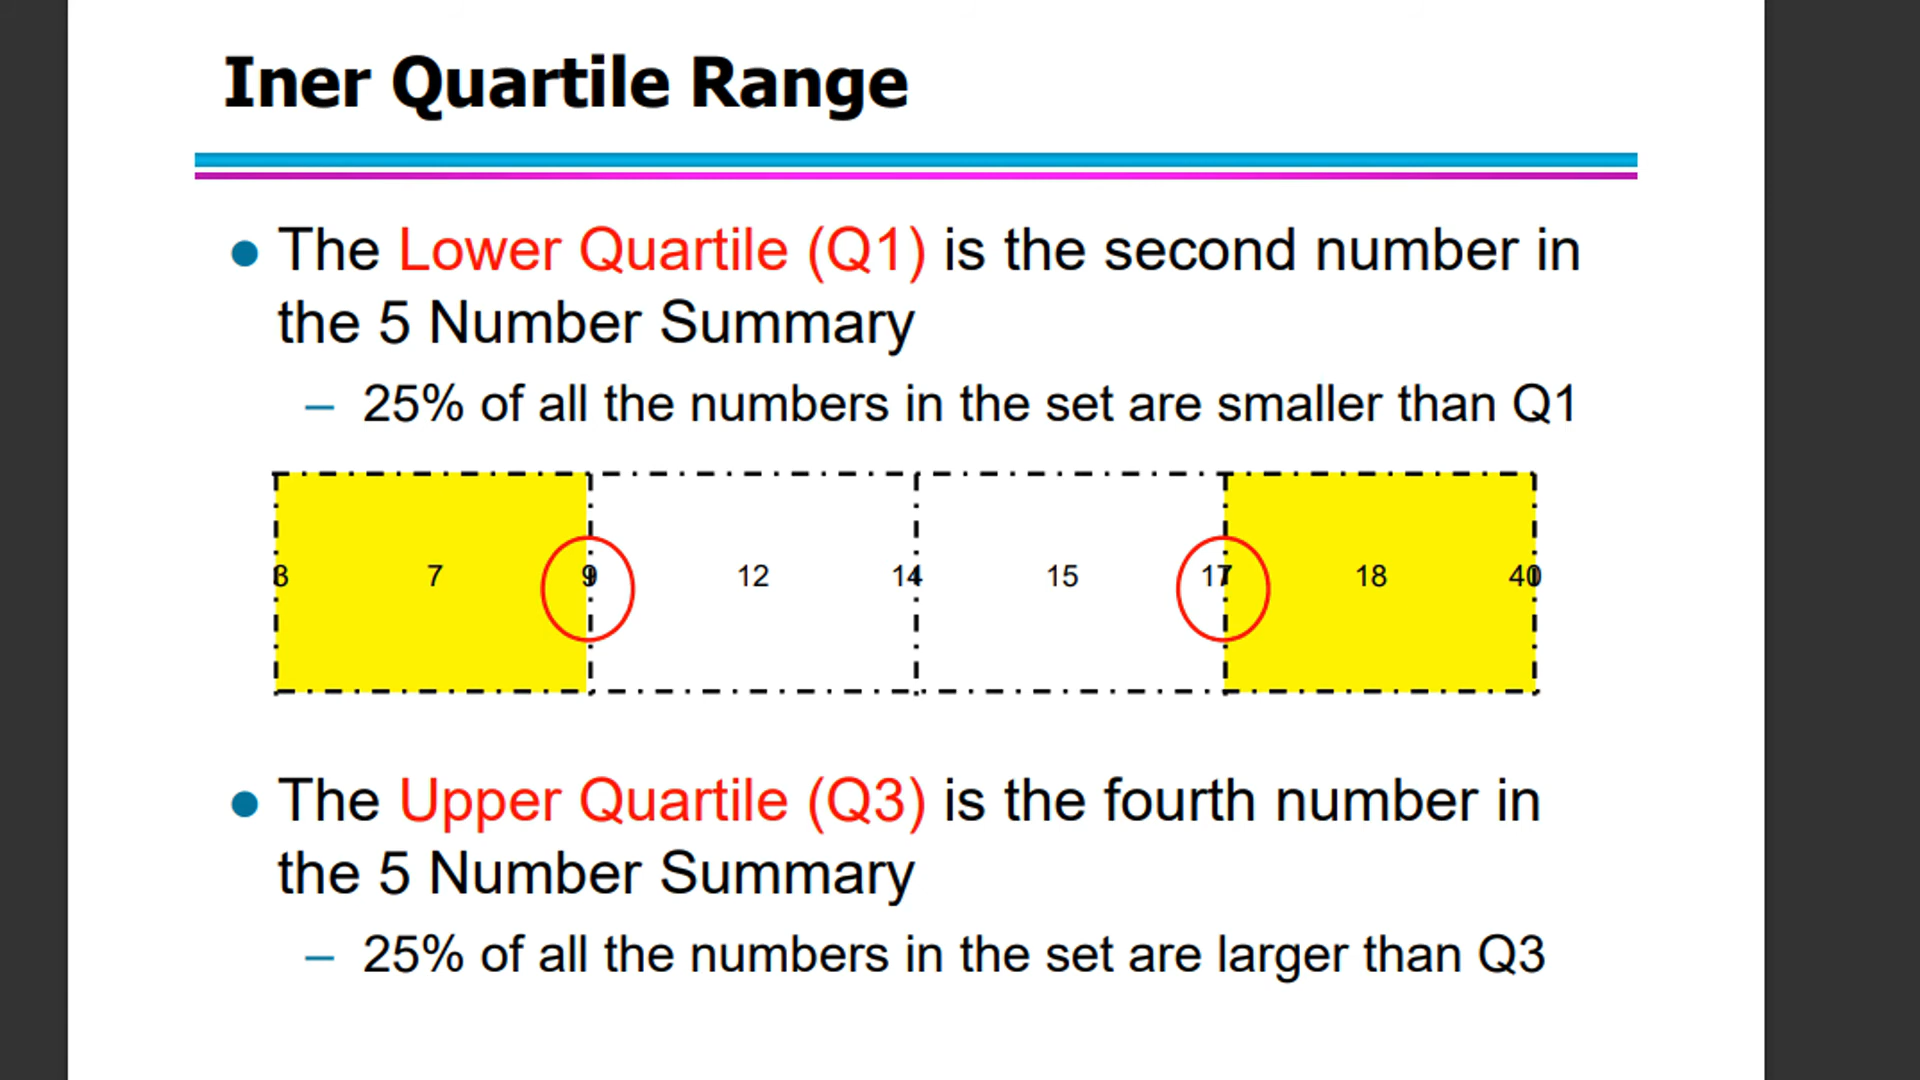 Iner Quartile Range
● The Lower Quartile (Q1) is the second number in
the 5 Number Summary
– 25% of all the numbers in the set are smaller than Q1
3 7 9 12 14 15 17 18 40
● The Upper Quartile (Q3) is the fourth number in
the 5 Number Summary
– 25% of all the numbers in the set are larger than Q3